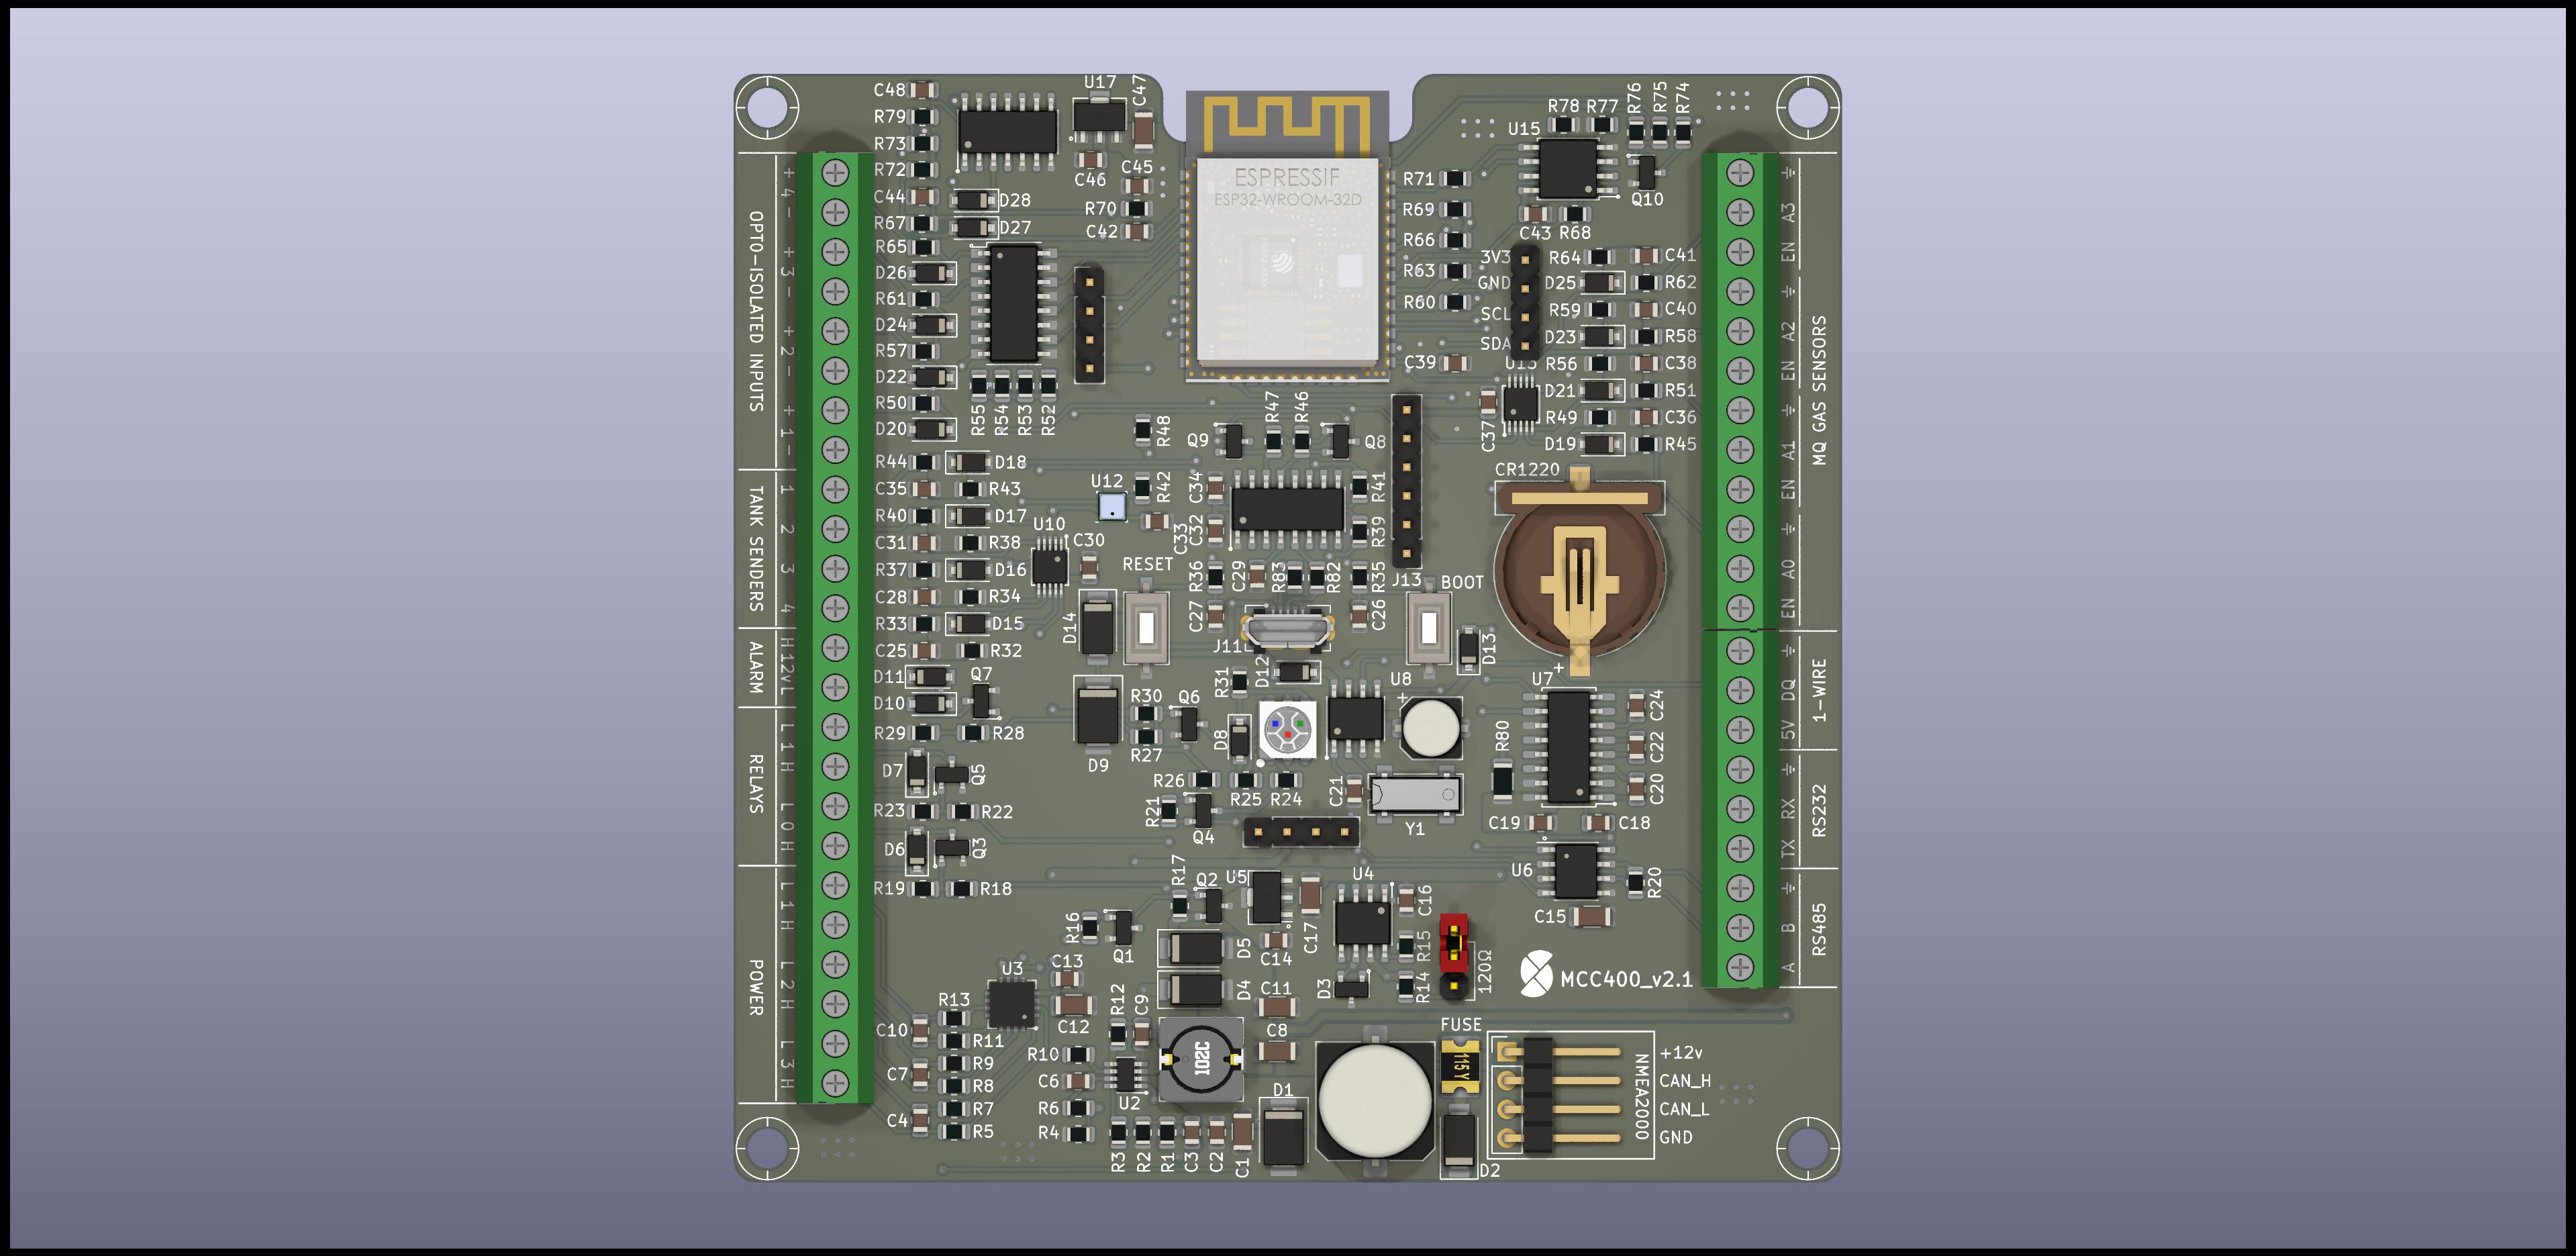 C48
R79
R73
R72
C44
R67
R65
D26
R61
D24
R57
D22
R50
D20
R44
C35
R40
C31
R37
C28
R33
C25
D11
D10
R29
D7
R23
D6
R19
OPTO-ISOLATED INPUTS
+ 4 -
+ 3 -
+ 2 -
+ 1 -
TANK SENDERS
1
2
3
4
ALARM
H 12v L
RELAYS
L 1 H
L 0 H
POWER
L 1 H
L 2 H
L 3 H
U17
C47
C46
C45
D28
R70
D27
C42
R55
R54
R53
R52
R48
D18
R43
D17
R38
D16
R34
D15
R32
Q7
R28
Q5
R22
Q3
R18
U12
R42
U10
C30
C33
RESET
D14
D9
R30
R27
Q6
R26
R21
Q4
R25
R24
ESPRESSIF
ESP32-WROOM-32D
R71
R69
R66
R63
R60
C39
R47
R46
Q9
Q8
C34
C32
R41
R39
R36
C29
R83
R82
R35
C27
C26
J11
J13
BOOT
D13
R31
D12
D8
U8
+
C21
Y1
R78
R77
R76
R75
R74
U15
Q10
C43
R68
3V3
GND
SCL
SDA
R64
C41
D25
R62
R59
C40
D23
R58
R56
C38
D21
R51
R49
C36
D19
R45
C37
CR1220
+
U7
R80
C24
C22
C20
C19
C18
U6
R20
C15
A3
EN
A2
EN
A1
EN
A0
EN
MQ GAS SENSORS
5V DQ
1-WIRE
TX RX
RS232
A B
RS485
R17
Q2
U5
U4
C16
R16
Q1
D5
C14
C17
R15
D4
D3
R14
120Ω
MCC400_v2.1
U3
C13
R13
C12
R12
C9
C11
C10
R11
C8
R10
R9
C7
R8
C6
R7
R6
C4
R5
R4
U2
102C
D1
R3
R2
R1
C3
C2
C1
FUSE
115Y
D2
NMEA2000
+12v
CAN_H
CAN_L
GND